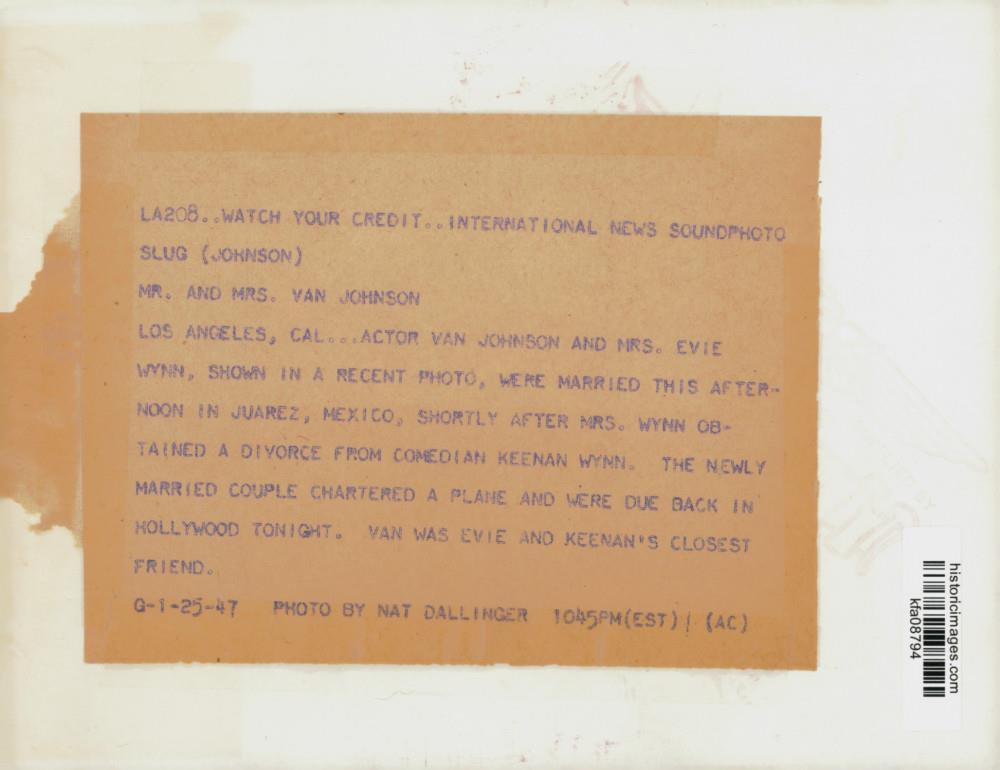 LA208..WATCH YOUR CREDIT...INTERNATIONAL NEWS SOUNDPHOTO
SLUG (JOHNSON)
MR. AND MRS. VAN JOHNSON
LOS ANGELES, CAL...ACTOR VAN JOHNSON AND MRS. EVIE
WYNN, SHOWN IN A RECENT PHOTO, WERE MARRIED THIS AFTER-
NOON IN JUAREZ, MEXICO, SHORTLY AFTER MRS. WYNN OB-
TAINED A DIVORCE FROM COMEDIAN KEENAN WYNN. THE NEWLY
MARRIED COUPLE CHARTERED A PLANE AND WERE DUE BACK IN
HOLLYWOOD TONIGHT. VAN WAS EVIE AND KEENAN'S CLOSEST
FRIEND.
G-1-25-47 PHOTO BY NAT DALLINGER 1045PM(EST)/ (AC)
historicimages.com
kfa08794